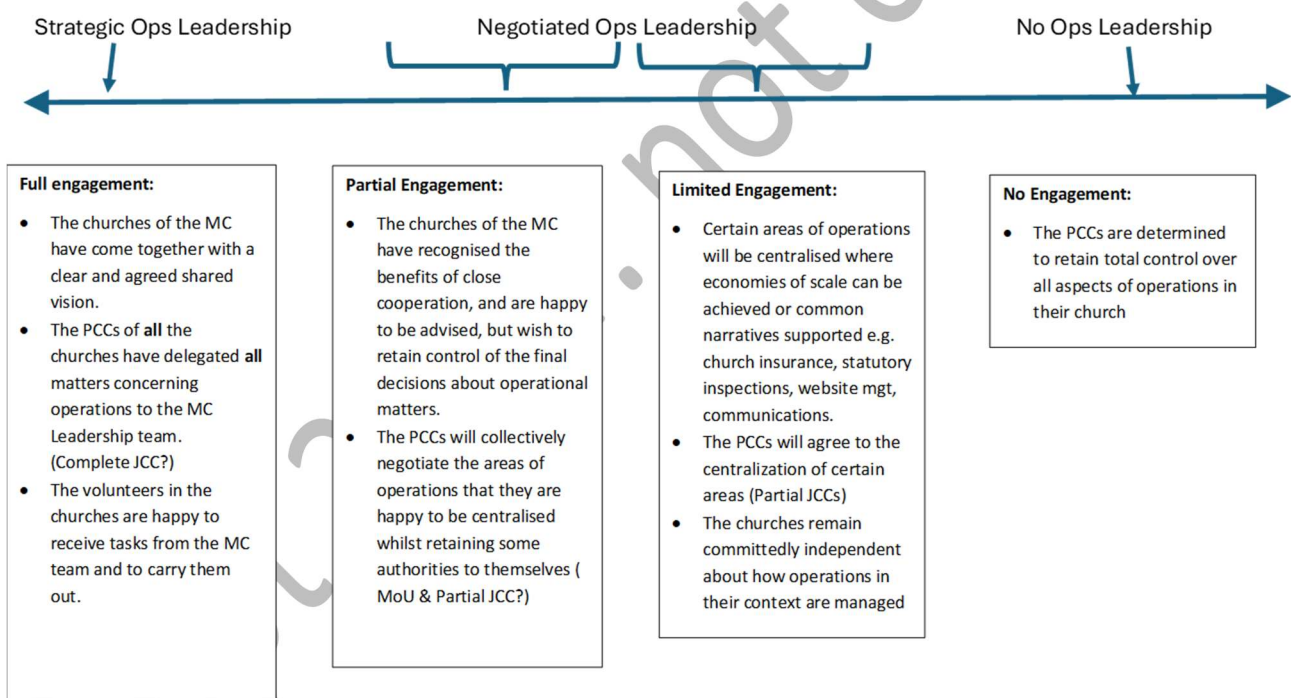 Strategic Ops Leadership
Negotiated Ops Leadership
No Ops Leadership
Full engagement:
• The churches of the MC
have come together with a
clear and agreed shared
vision.
• The PCCs of all the
churches have delegated all
matters concerning
operations to the MC
Leadership team.
(Complete JCC?)
• The volunteers in the
churches are happy to
receive tasks from the MC
team and to carry them
out.
Partial Engagement:
• The churches of the MC
have recognised the
benefits of close
cooperation, and are happy
to be advised, but wish to
retain control of the final
decisions about operational
matters.
• The PCCs will collectively
negotiate the areas of
operations that they are
happy to be centralised
whilst retaining some
authorities to themselves (
MoU & Partial JCC?)
Limited Engagement:
• Certain areas of operations
will be centralised where
economies of scale can be
achieved or common
narratives supported e.g.
church insurance, statutory
inspections, website mgt,
communications.
• The PCCs will agree to the
centralization of certain
areas (Partial JCCs)
• The churches remain
committedly independent
about how operations in
their context are managed
No Engagement:
• The PCCs are determined
to retain total control over
all aspects of operations in
their church